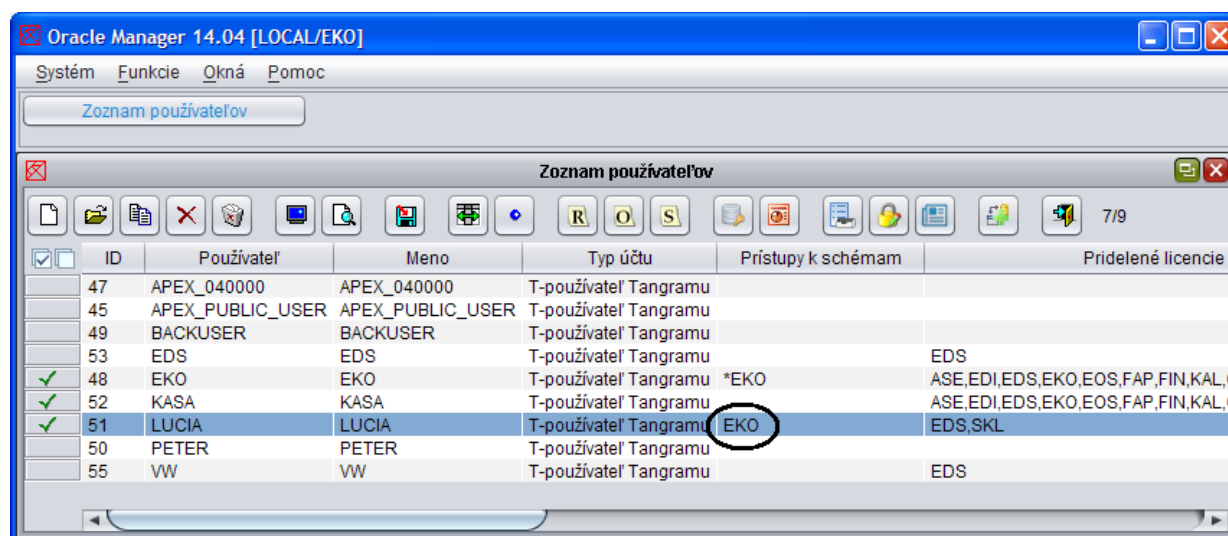 Oracle Manager 14.04 [LOCAL/EKO]
Systém Funkcie Okná Pomoc
Zoznam používateľov
Zoznam používateľov
R O S 7/9
ID Používateľ Meno Typ účtu Prístupy k schémam Pridelené licencie
47 APEX_040000 APEX_040000 T-používateľ Tangramu
45 APEX_PUBLIC_USER APEX_PUBLIC_USER T-používateľ Tangramu
49 BACKUSER BACKUSER T-používateľ Tangramu
53 EDS EDS T-používateľ Tangramu EDS
48 EKO EKO T-používateľ Tangramu *EKO ASE,EDI,EDS,EKO,EOS,FAP,FIN,KAL,
52 KASA KASA T-používateľ Tangramu ASE,EDI,EDS,EKO,EOS,FAP,FIN,KAL,
51 LUCIA LUCIA T-používateľ Tangramu EKO EDS,SKL
50 PETER PETER T-používateľ Tangramu
55 VW VW T-používateľ Tangramu EDS